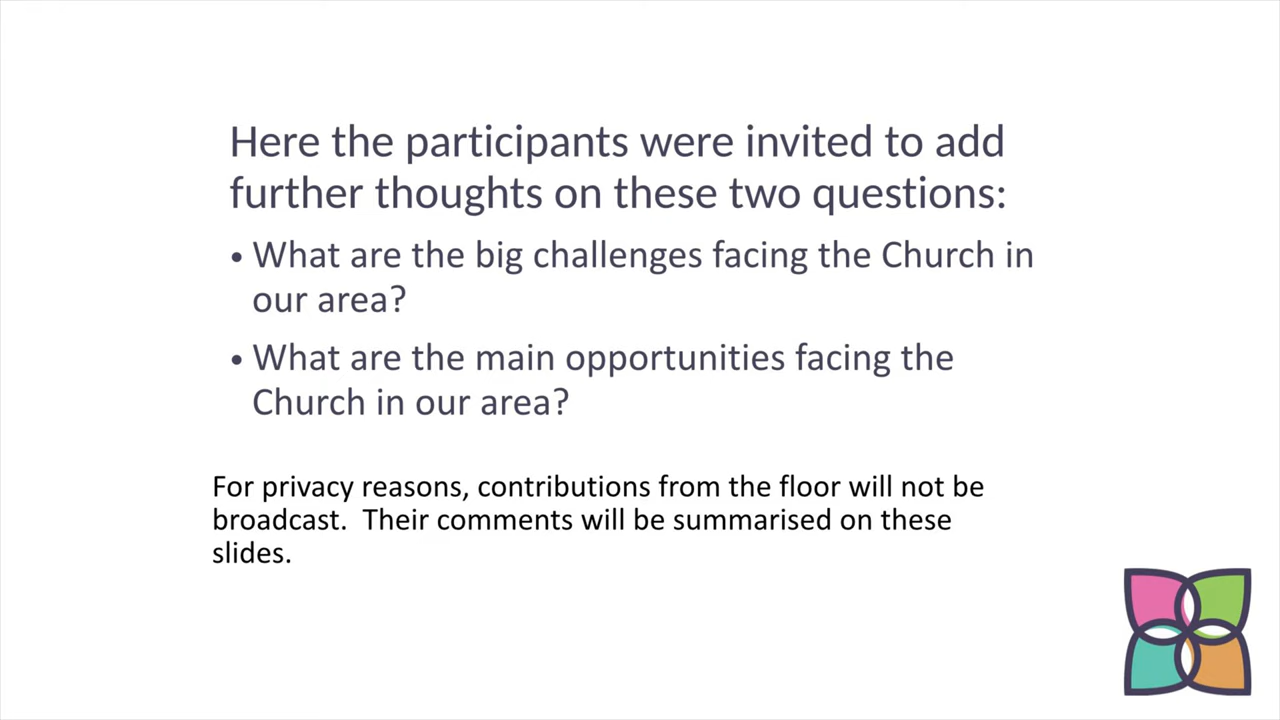 Here the participants were invited to add
further thoughts on these two questions:
• What are the big challenges facing the Church in
our area?
• What are the main opportunities facing the
Church in our area?
For privacy reasons, contributions from the floor will not be
broadcast.  Their comments will be summarised on these
slides.